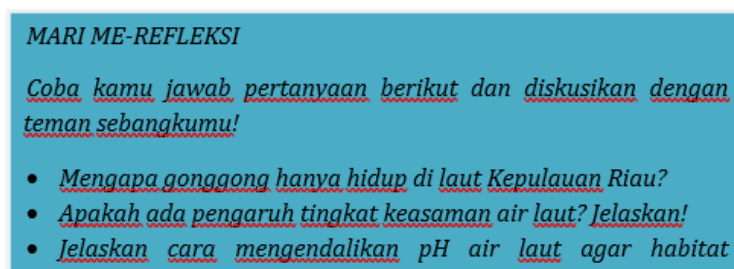 MARI ME-REFLEKSI
Coba kamu jawab pertanyaan berikut dan diskusikan dengan
teman sebangkumu!
• Mengapa gonggong hanya hidup di laut Kepulauan Riau?
• Apakah ada pengaruh tingkat keasaman air laut? Jelaskan!
• Jelaskan cara mengendalikan pH air laut agar habitat